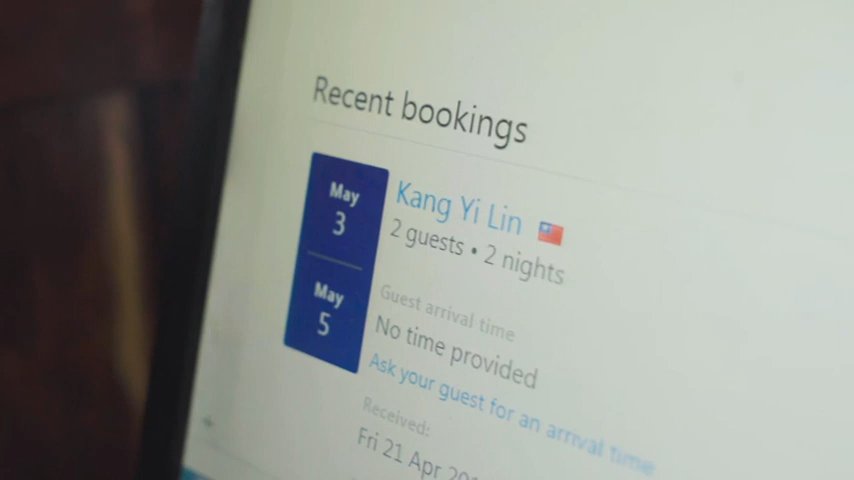 Recent bookings
May
3
Kang Yi Lin
2 guests • 2 nights
May
5
Guest arrival time
No time provided
Ask your guest for an arrival time
Received:
Fri 21 Apr